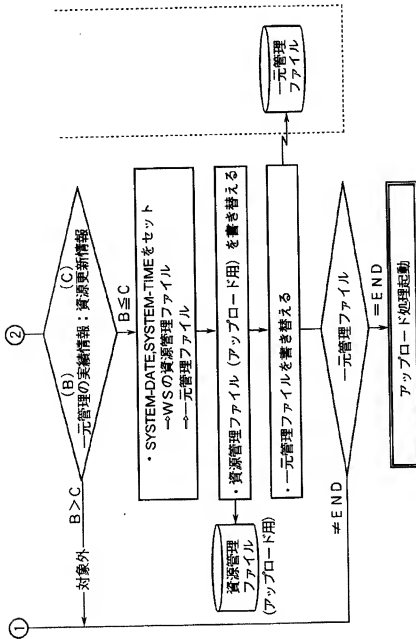 ①
②
(B) (C)
一元管理の実績情報:資源更新情報
B>C
対象外
B≦C
・SYSTEM-DATE,SYSTEM-TIMEをセット
→WSの資源管理ファイル
→一元管理ファイル
・資源管理ファイル(アップロード用)を書き替える
資源管理
ファイル
(アップロード用)
・一元管理ファイルを書き替える
一元管理
ファイル
一元管理ファイル
≠END
=END
アップロード処理起動